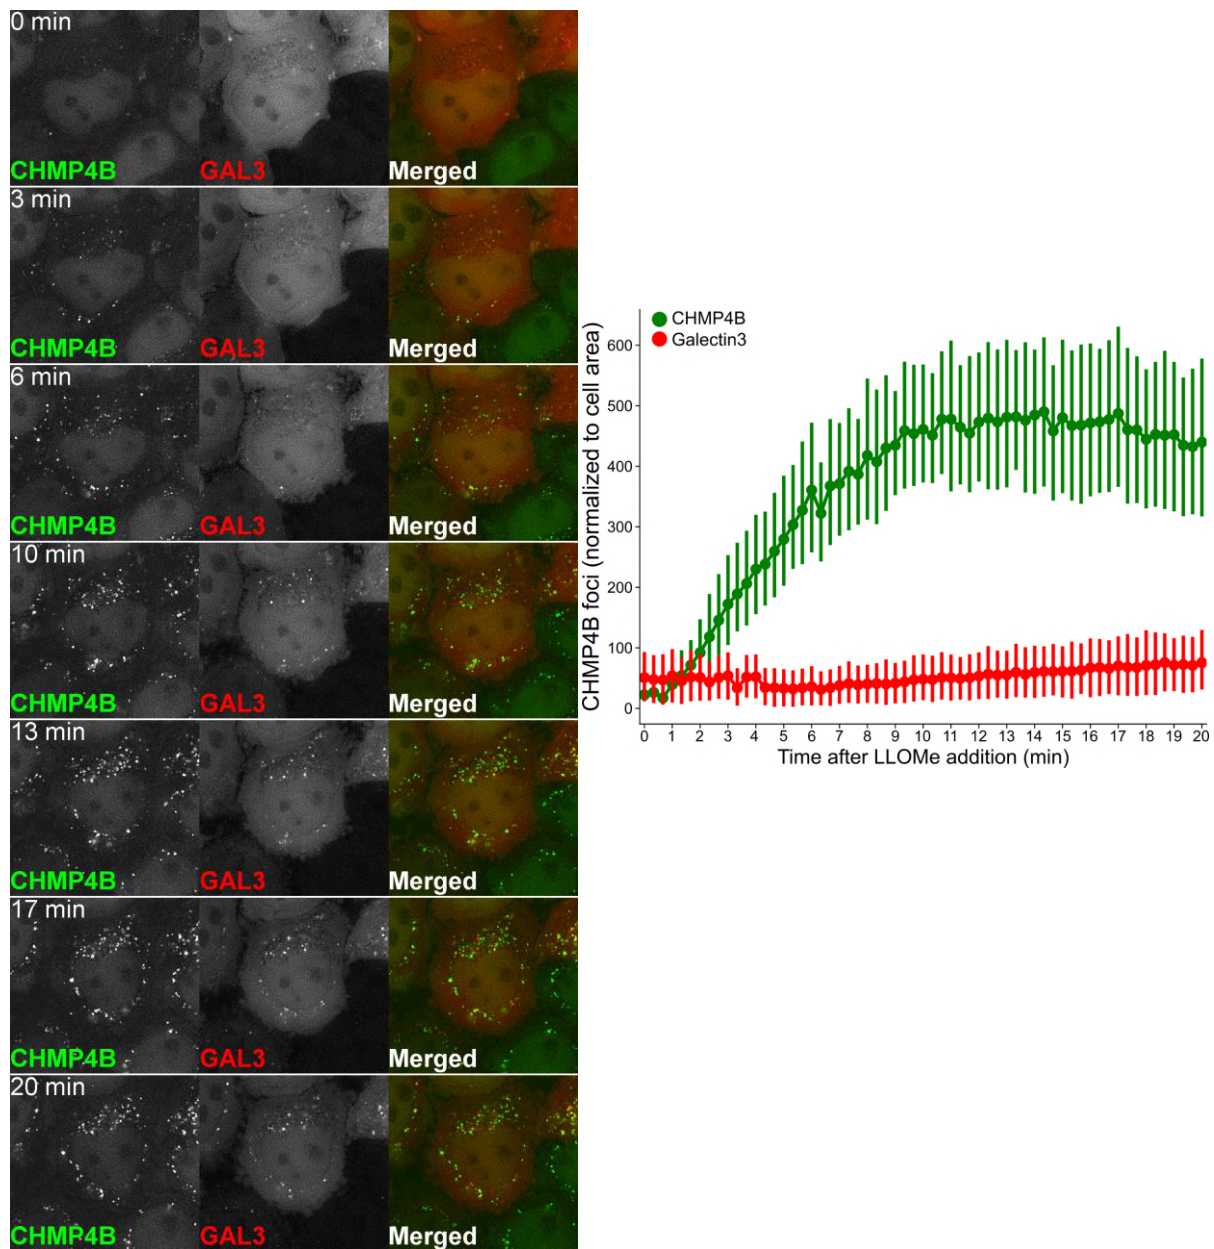 0 min
CHMP4B GAL3 Merged
3 min
CHMP4B GAL3 Merged
6 min
CHMP4B GAL3 Merged
10 min
CHMP4B GAL3 Merged
13 min
CHMP4B GAL3 Merged
17 min
CHMP4B GAL3 Merged
20 min
CHMP4B GAL3 Merged
CHMP4B
Galectin3
CHMP4B foci (normalized to cell area)
600
500
400
300
200
100
0
0 1 2 3 4 5 6 7 8 9 10 11 12 13 14 15 16 17 18 19 20
Time after LLOMe addition (min)